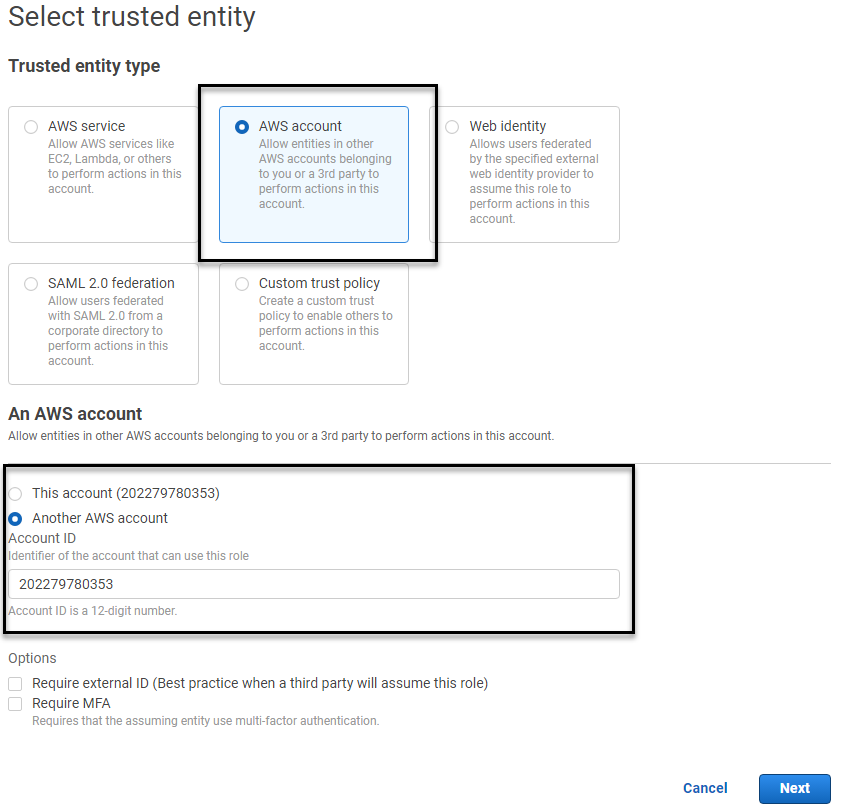 Select trusted entity
Trusted entity type
AWS service
Allow AWS services like
EC2, Lambda, or others
to perform actions in this
account.
AWS account
Allow entities in other
AWS accounts belonging
to you or a 3rd party to
perform actions in this
account.
Web identity
Allows users federated
by the specified external
web identity provider to
assume this role to
perform actions in this
account.
SAML 2.0 federation
Allow users federated
with SAML 2.0 from a
corporate directory to
perform actions in this
account.
Custom trust policy
Create a custom trust
policy to enable others to
perform actions in this
account.
An AWS account
Allow entities in other AWS accounts belonging to you or a 3rd party to perform actions in this account.
This account (202279780353)
Another AWS account
Account ID
Identifier of the account that can use this role
202279780353
Account ID is a 12-digit number.
Options
Require external ID (Best practice when a third party will assume this role)
Require MFA
Requires that the assuming entity use multi-factor authentication.
Cancel
Next